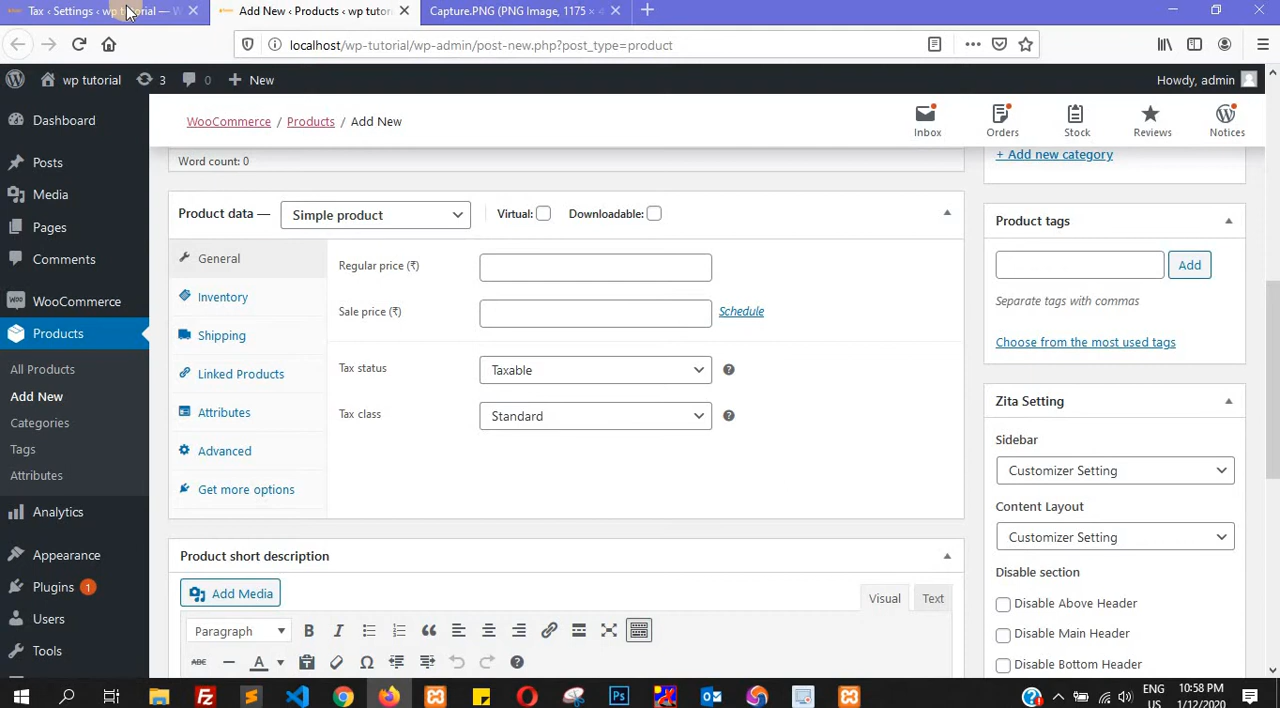 Tax ‹ Settings ‹ wp tutorial — W
Add New ‹ Products ‹ wp tutori
Capture.PNG (PNG Image, 1175 ×
localhost/wp-tutorial/wp-admin/post-new.php?post_type=product
wp tutorial
3
0
New
Howdy, admin
Dashboard
Posts
Media
Pages
Comments
WooCommerce
Products
All Products
Add New
Categories
Tags
Attributes
Analytics
Appearance
Plugins 1
Users
Tools
WooCommerce / Products / Add New
Inbox
Orders
Stock
Reviews
Notices
Word count: 0
Product data —
Simple product
Virtual:
Downloadable:
General
Inventory
Shipping
Linked Products
Attributes
Advanced
Get more options
Regular price (₹)
Sale price (₹)
Schedule
Tax status
Taxable
Tax class
Standard
Product short description
Add Media
Visual
Text
Paragraph
B
I
ABC
A
+ Add new category
Product tags
Add
Separate tags with commas
Choose from the most used tags
Zita Setting
Sidebar
Customizer Setting
Content Layout
Customizer Setting
Disable section
Disable Above Header
Disable Main Header
Disable Bottom Header
ENG
US
10:58 PM
1/12/2020